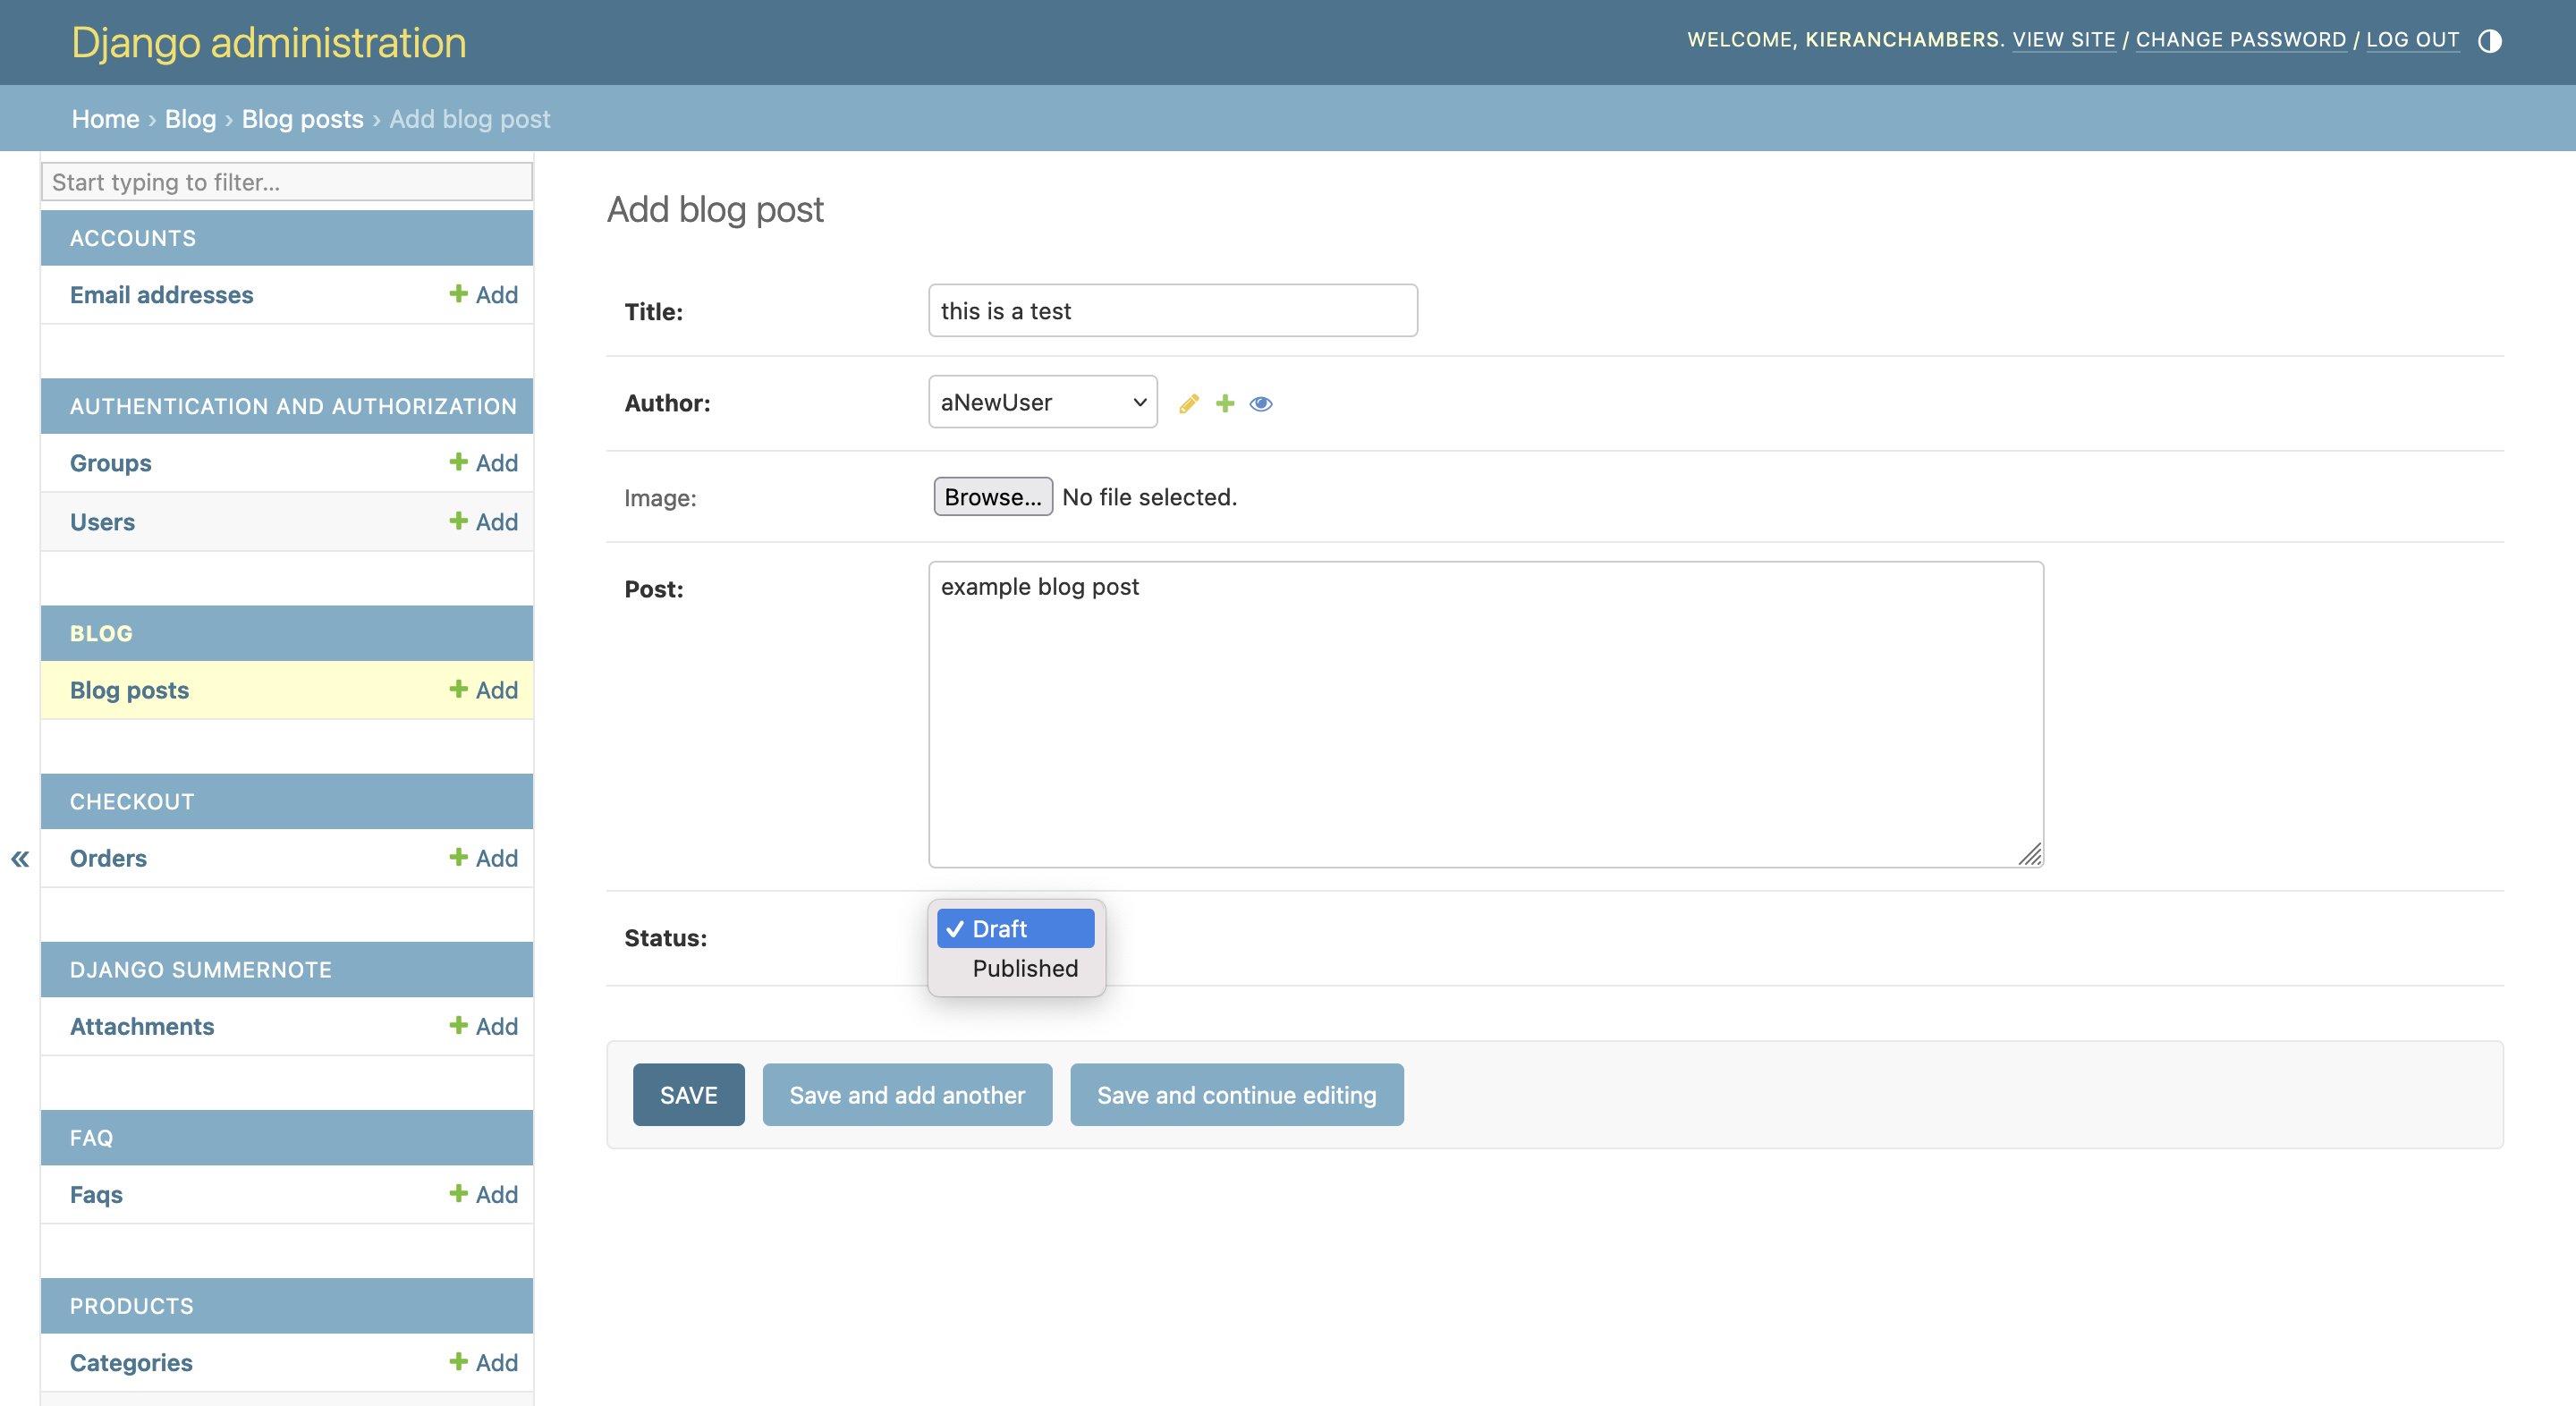 Django administration
WELCOME, KIERANCHAMBERS. VIEW SITE / CHANGE PASSWORD / LOG OUT
Home › Blog › Blog posts › Add blog post
Start typing to filter...
ACCOUNTS
Email addresses + Add
AUTHENTICATION AND AUTHORIZATION
Groups + Add
Users + Add
BLOG
Blog posts + Add
CHECKOUT
Orders + Add
DJANGO SUMMERNOTE
Attachments + Add
FAQ
Faqs + Add
PRODUCTS
Categories + Add
«
Add blog post
Title: this is a test
Author: aNewUser
Image: Browse... No file selected.
Post: example blog post
Status: ✓ Draft
Published
SAVE Save and add another Save and continue editing